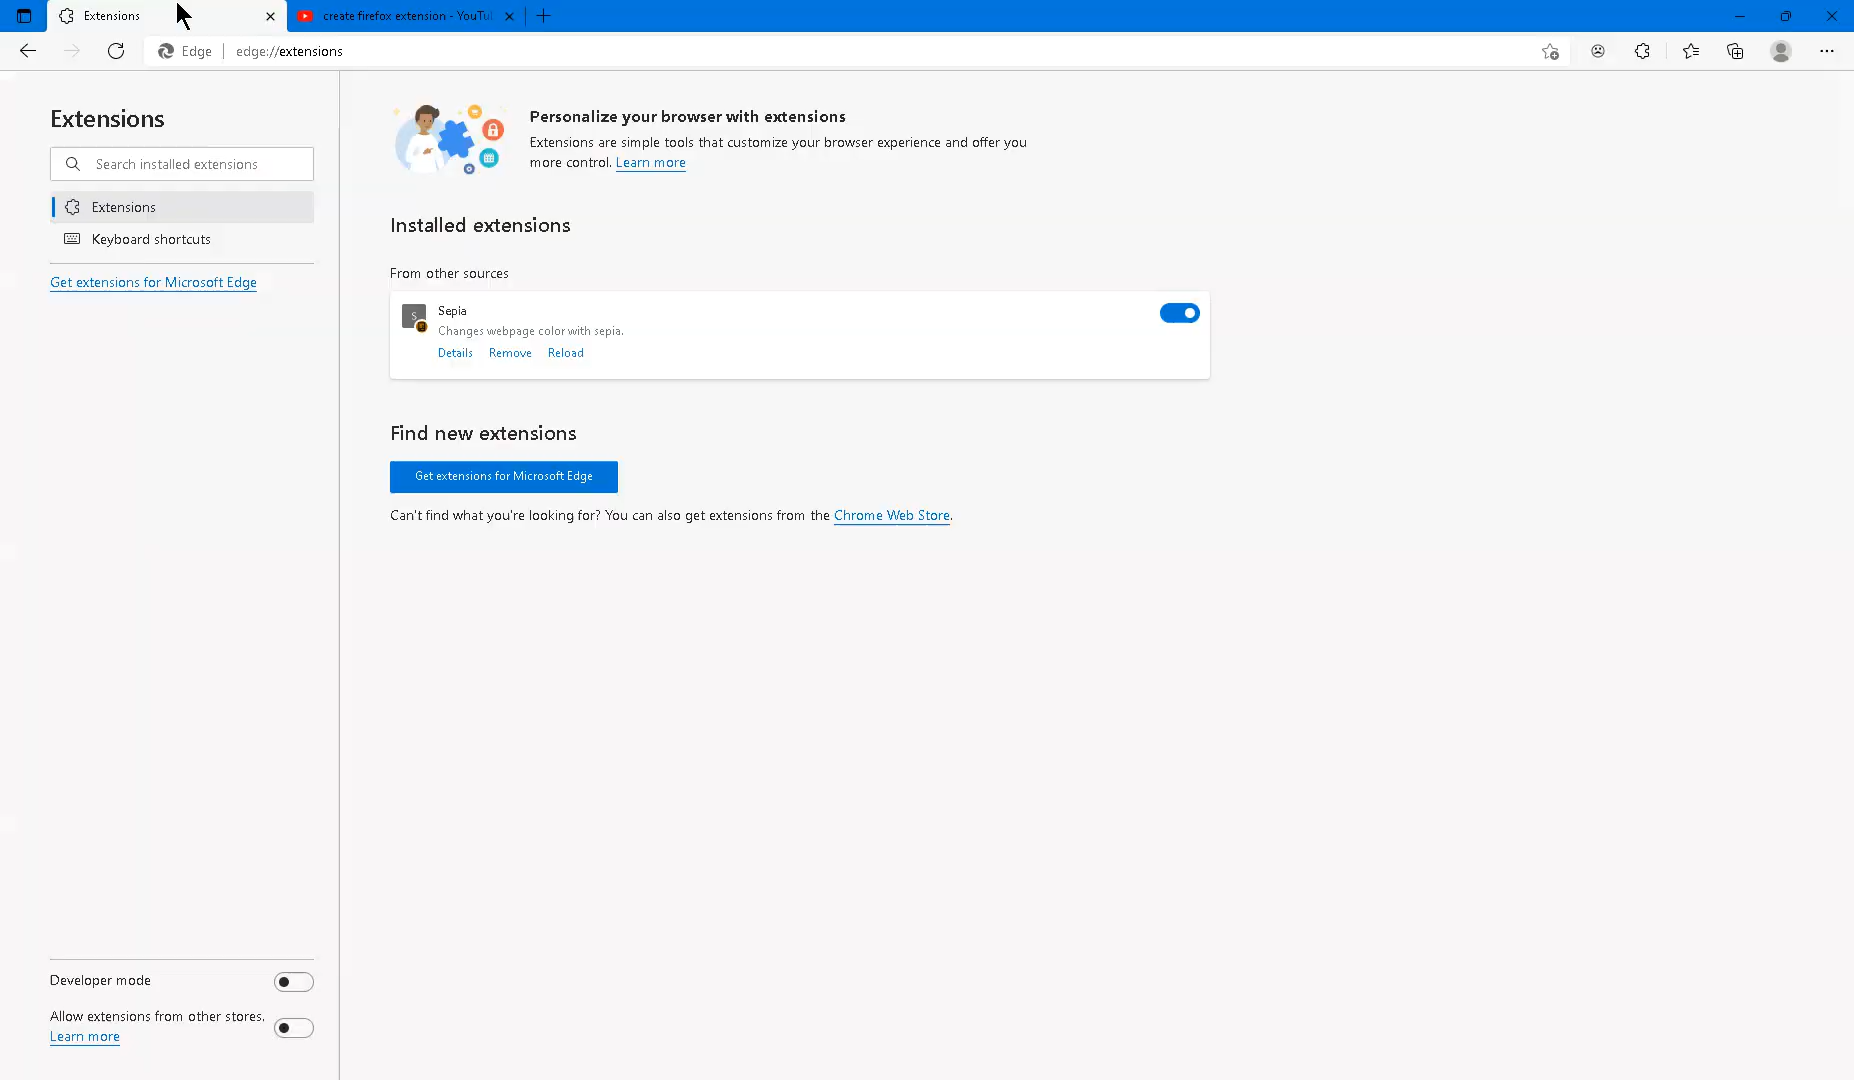 Extensions
create firefox extension - YouTu
Edge
edge://extensions
Extensions
Search installed extensions
Extensions
Keyboard shortcuts
Get extensions for Microsoft Edge
Developer mode
Allow extensions from other stores.
Learn more
Personalize your browser with extensions
Extensions are simple tools that customize your browser experience and offer you
more control. Learn more
Installed extensions
From other sources
S
Sepia
Changes webpage color with sepia.
Details Remove Reload
Find new extensions
Get extensions for Microsoft Edge
Can't find what you're looking for? You can also get extensions from the Chrome Web Store.